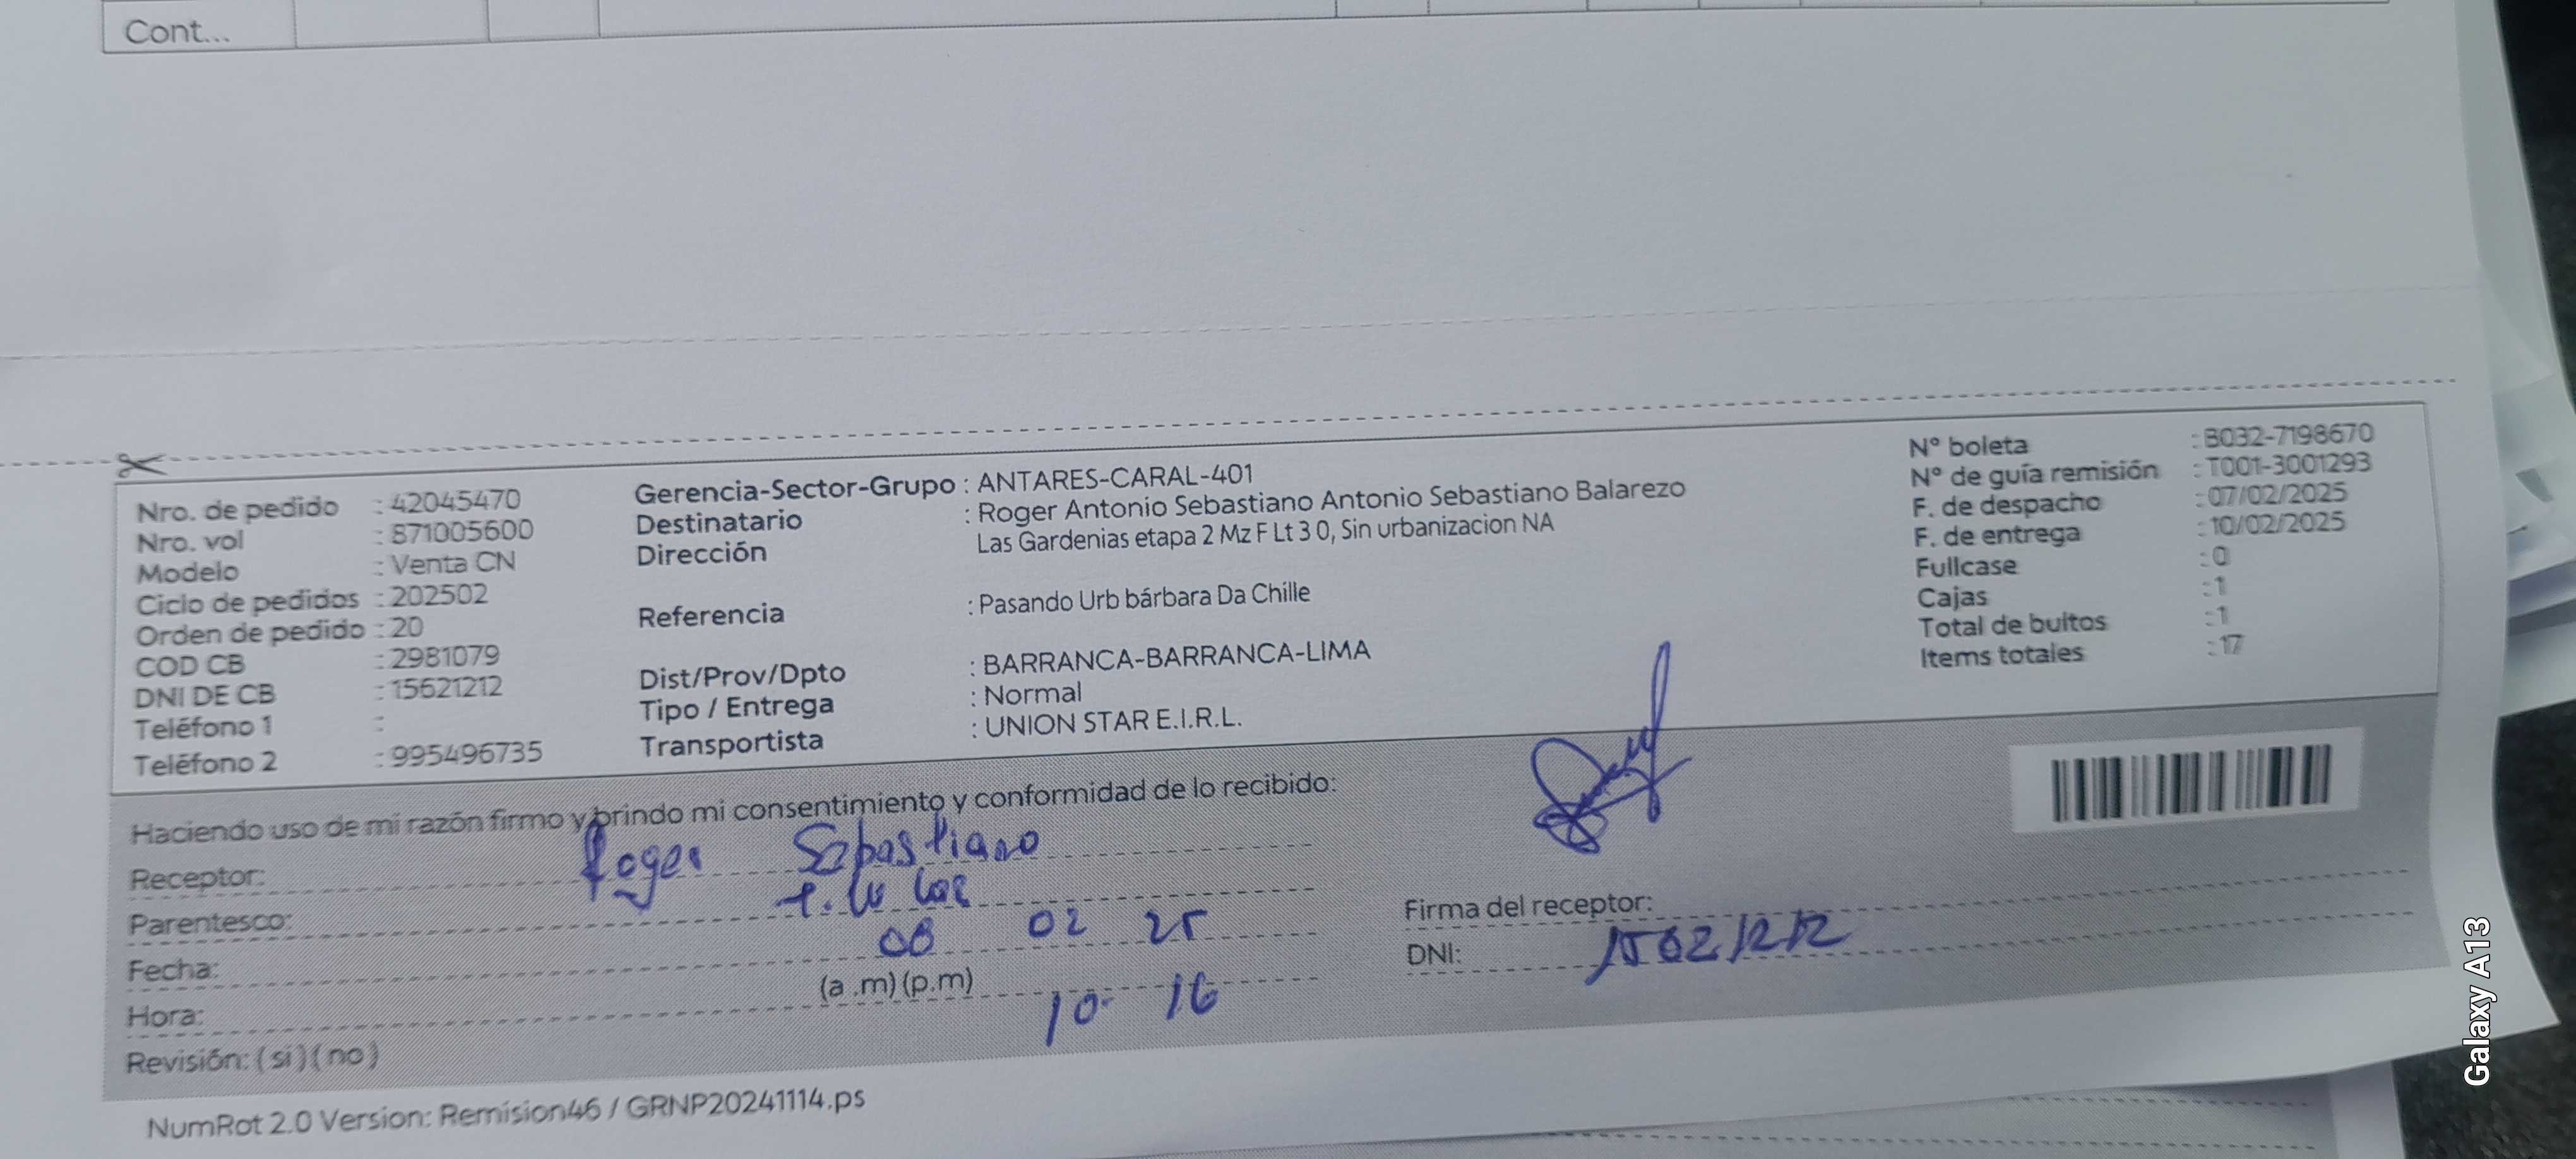 Cont...
Nro. de pedido : 42045470
Nro. vol : 871005600
Modelo : Venta CN
Ciclo de pedidos : 202502
Orden de pedido : 20
COD CB : 2981079
DNI DE CB : 15621212
Teléfono 1 :
Teléfono 2 : 995496735
Gerencia-Sector-Grupo : ANTARES-CARAL-401
Destinatario : Roger Antonio Sebastiano Antonio Sebastiano Balarezo
Dirección Las Gardenias etapa 2 Mz F Lt 3 0, Sin urbanizacion NA
Referencia : Pasando Urb bárbara Da Chille
Dist/Prov/Dpto : BARRANCA-BARRANCA-LIMA
Tipo / Entrega : Normal
Transportista : UNION STAR E.I.R.L.
N° boleta : B032-7198670
N° de guía remisión : T001-3001293
F. de despacho : 07/02/2025
F. de entrega : 10/02/2025
Fullcase : 0
Cajas : 1
Total de bultos : 1
Items totales : 17
Haciendo uso de mi razón firmo y brindo mi consentimiento y conformidad de lo recibido:
Receptor: Roger Sebastiano
Parentesco:
Fecha: 08 02 25
Hora: (a .m) (p.m) 10 16
Revisión: ( si ) ( no )
Firma del receptor:
DNI: 15621212
NumRot 2.0 Version: Remision46 / GRNP20241114.ps
Galaxy A13